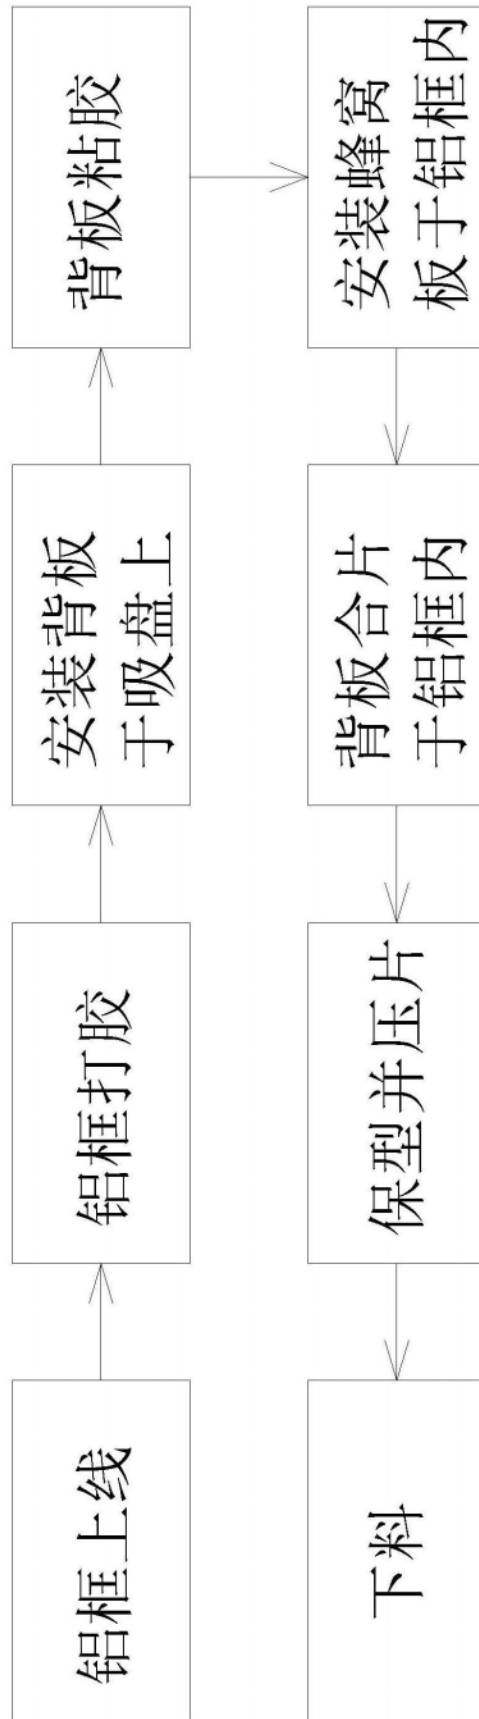 铝框上线
铝框打胶
安装背板
于吸盘上
背板粘胶
安装蜂窝
板于铝框内
背板合片
于铝框内
保型并压片
下料